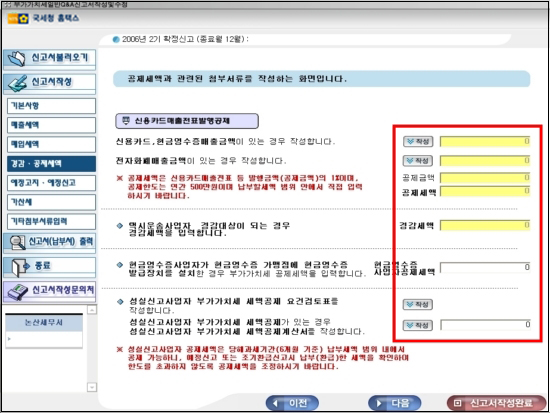 부가가치세일반Q&A신고서작성및수정
국세청 홈택스
2006년 2기 확정신고 (종료월 12월) :
신고서불러오기
신고서작성
기본사항
매출세액
매입세액
경감 · 공제세액
예정고지 · 예정신고
가산세
기타첨부서류입력
신고서(납부서) 출력
종료
신고서작성문의처
논산세무서
공제세액과 관련된 첨부서류를 작성하는 화면입니다.
신용카드매출전표발행공제
신용카드,현금영수증매출금액이 있는 경우 작성합니다. 작성 0
전자화폐매출금액이 있는 경우 작성합니다. 작성 0
※ 공제세액은 신용카드매출전표 등 발행금액(공제금액)의 1%이며, 공제금액 0
공제한도는 연간 500만원이며 납부할세액 범위 안에서 직접 입력 공제세액 0
하시기 바랍니다.
택시운송사업자 경감대상이 되는 경우 경감세액 0
경감세액을 입력합니다.
현금영수증사업자가 현금영수증 가맹점에 현금영수증 현금영수증 0
발급장치를 설치한 경우 부가가치세 공제세액을 입력합니다. 사업자공제세액
성실신고사업자 부가가치세 세액공제 요건검토표를 작성
작성합니다.
성실신고사업자 부가가치세 세액공제가 있는 경우 작성 0
성실신고사업자 부가가치세 세액공제계산서를 작성합니다.
※ 성실신고사업자 공제세액은 당해과세기간(6개월 기준) 납부세액 범위 내에서
공제 가능하니, 예정신고 또는 조기환급신고시 납부(환급)한 세액을 확인하여
한도를 초과하지 않도록 공제세액을 조정하시기 바랍니다.
이전 다음 신고서작성완료